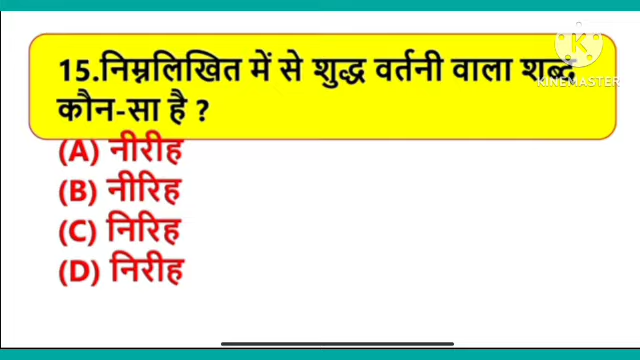 15.निम्नलिखित में से शुद्ध वर्तनी वाला शब्द
कौन-सा है ?
KINEMASTER
(A) नीरीह
(B) नीरिह
(C) निरिह
(D) निरीह